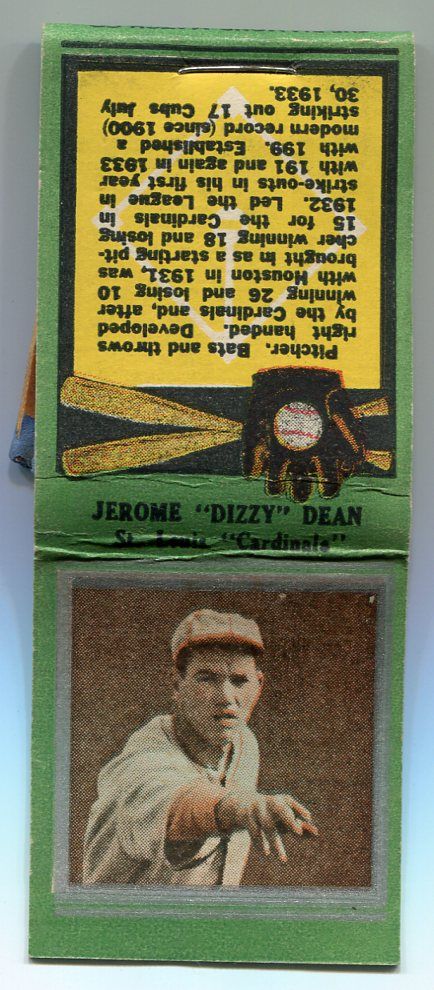 Pitcher. Bats and throws
right handed. Developed
by the Cardinals and, after
winning 26 and losing 10
with Houston in 1931, was
brought in as a starting pit-
cher winning 18 and losing
15 for the Cardinals in
1932. Led the League in
strike-outs in his first year
with 191 and again in 1933
with 199. Established a
modern record (since 1900)
striking out 17 Cubs July
30, 1933.
JEROME "DIZZY" DEAN
St. Louis "Cardinals"